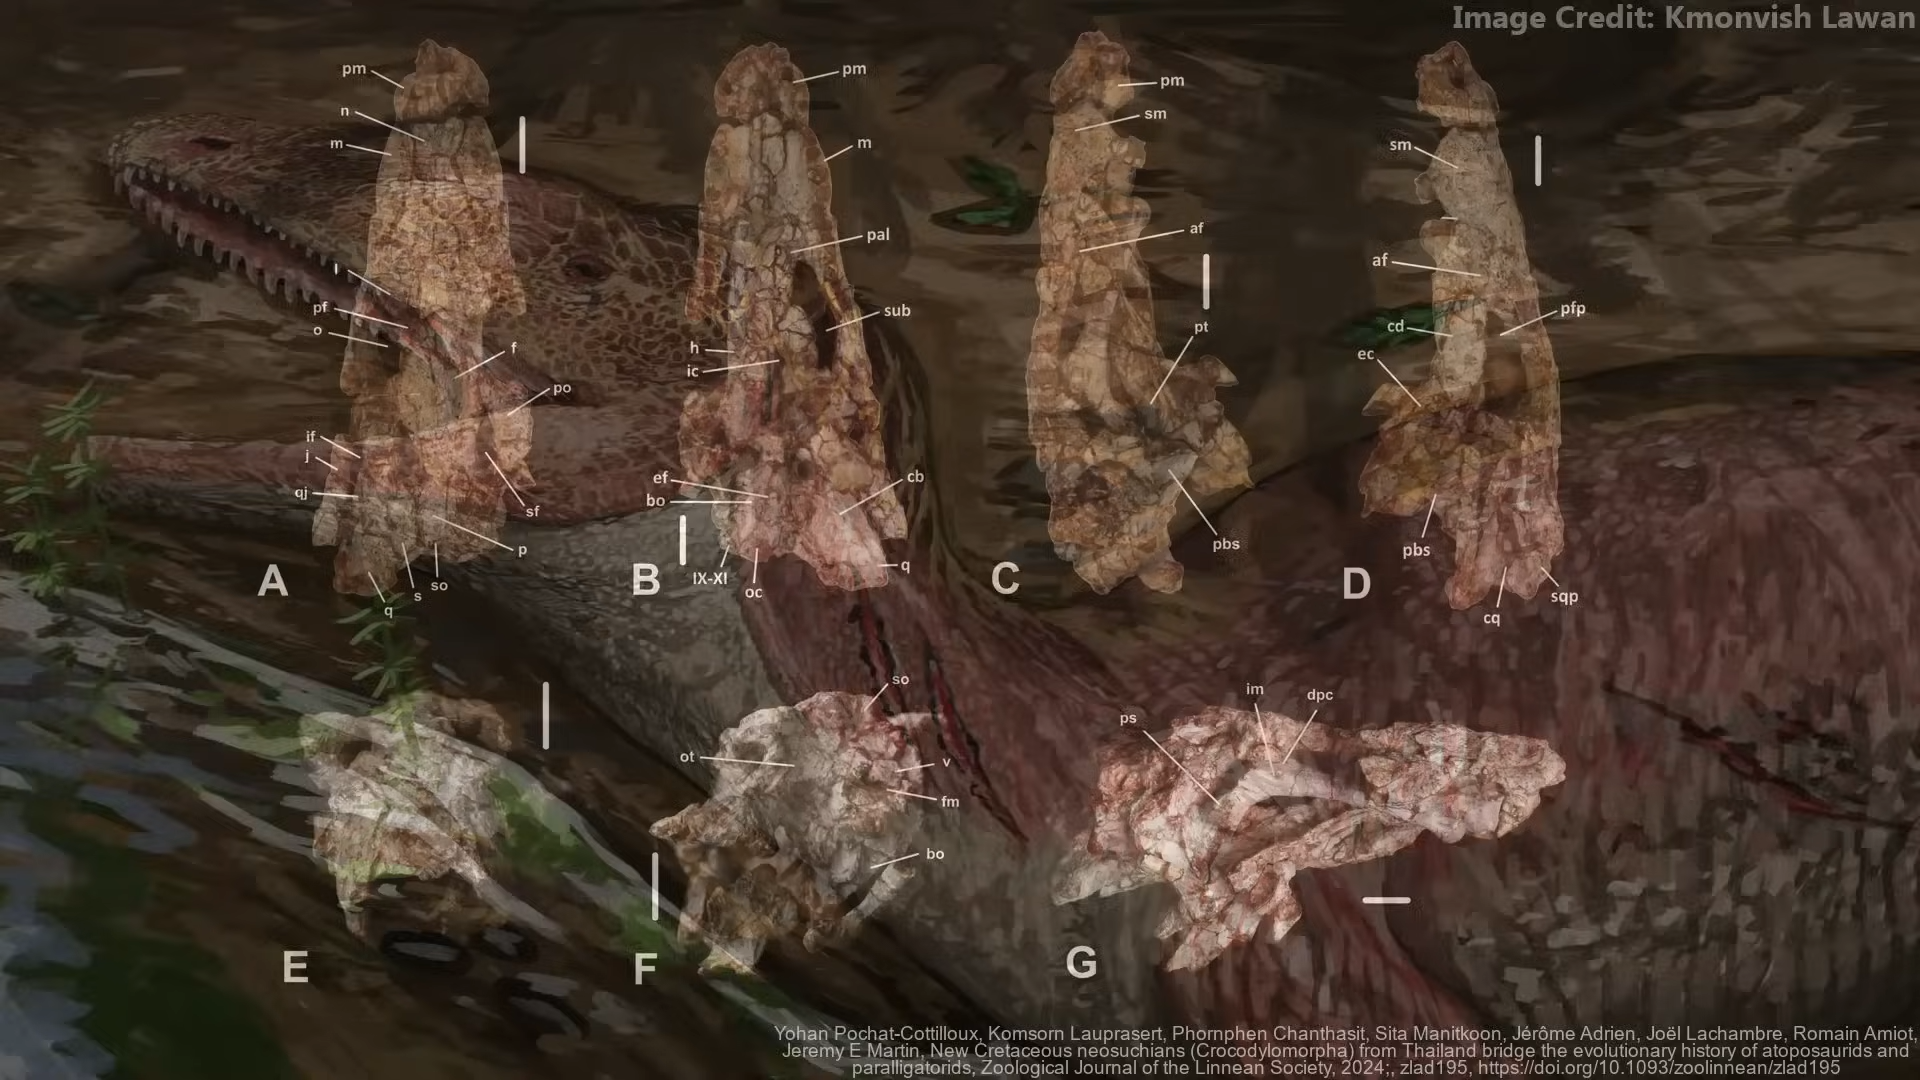 Image Credit: Kmonvish Lawan
pm
n
m
l
pf
o
f
po
if
j
qj
sf
p
so
s
q
A
pm
m
pal
sub
h
ic
ef
bo
cb
IX-XI
oc
q
B
pm
sm
af
pt
pbs
C
sm
af
cd
pfp
ec
pbs
sqp
cq
D
E
so
ot
v
fm
bo
F
im
dpc
ps
G
Yohan Pochat-Cottilloux, Komsorn Lauprasert, Phornphen Chanthasit, Sita Manitkoon, Jérôme Adrien, Joël Lachambre, Romain Amiot,
Jeremy E Martin, New Cretaceous neosuchians (Crocodylomorpha) from Thailand bridge the evolutionary history of atoposaurids and
paralligatorids, Zoological Journal of the Linnean Society, 2024;, zlad195, https://doi.org/10.1093/zoolinnean/zlad195